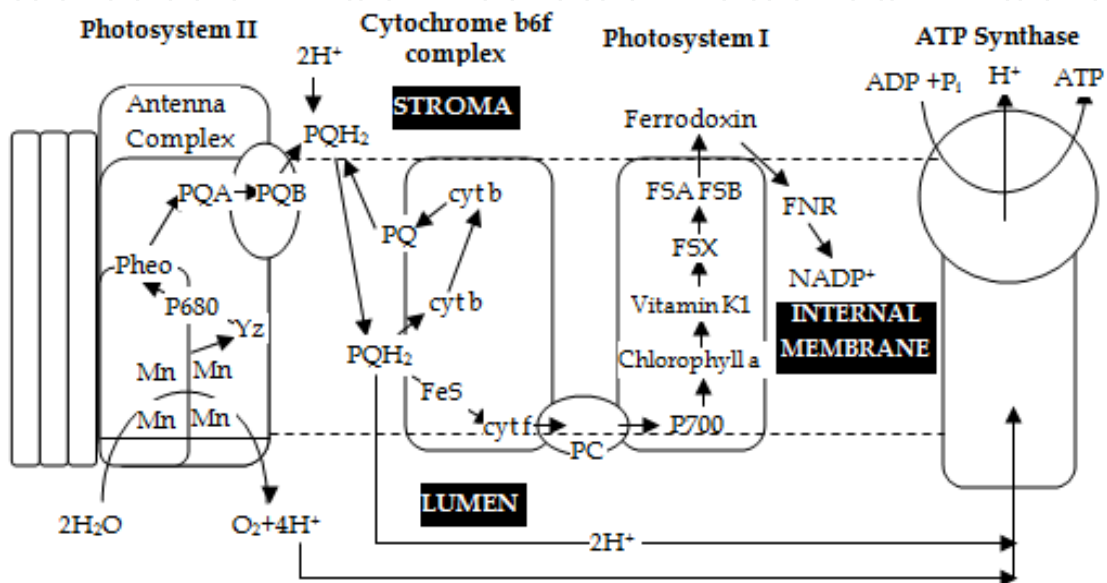 Photosystem II
Cytochrome b6f
complex
Photosystem I
ATP Synthase
2H⁺
STROMA
ADP +Pᵢ
H⁺
ATP
Antenna
Complex
PQH₂
Ferrodoxin
PQA
PQB
cyt b
FSA FSB
FNR
PQ
Pheo
FSX
NADP⁺
P680
cyt b
Vitamin K1
INTERNAL
MEMBRANE
Yz
PQH₂
Chlorophyll a
Mn
Mn
FeS
Mn
Mn
cyt f
PC
P700
LUMEN
2H₂O
O₂+4H⁺
2H⁺